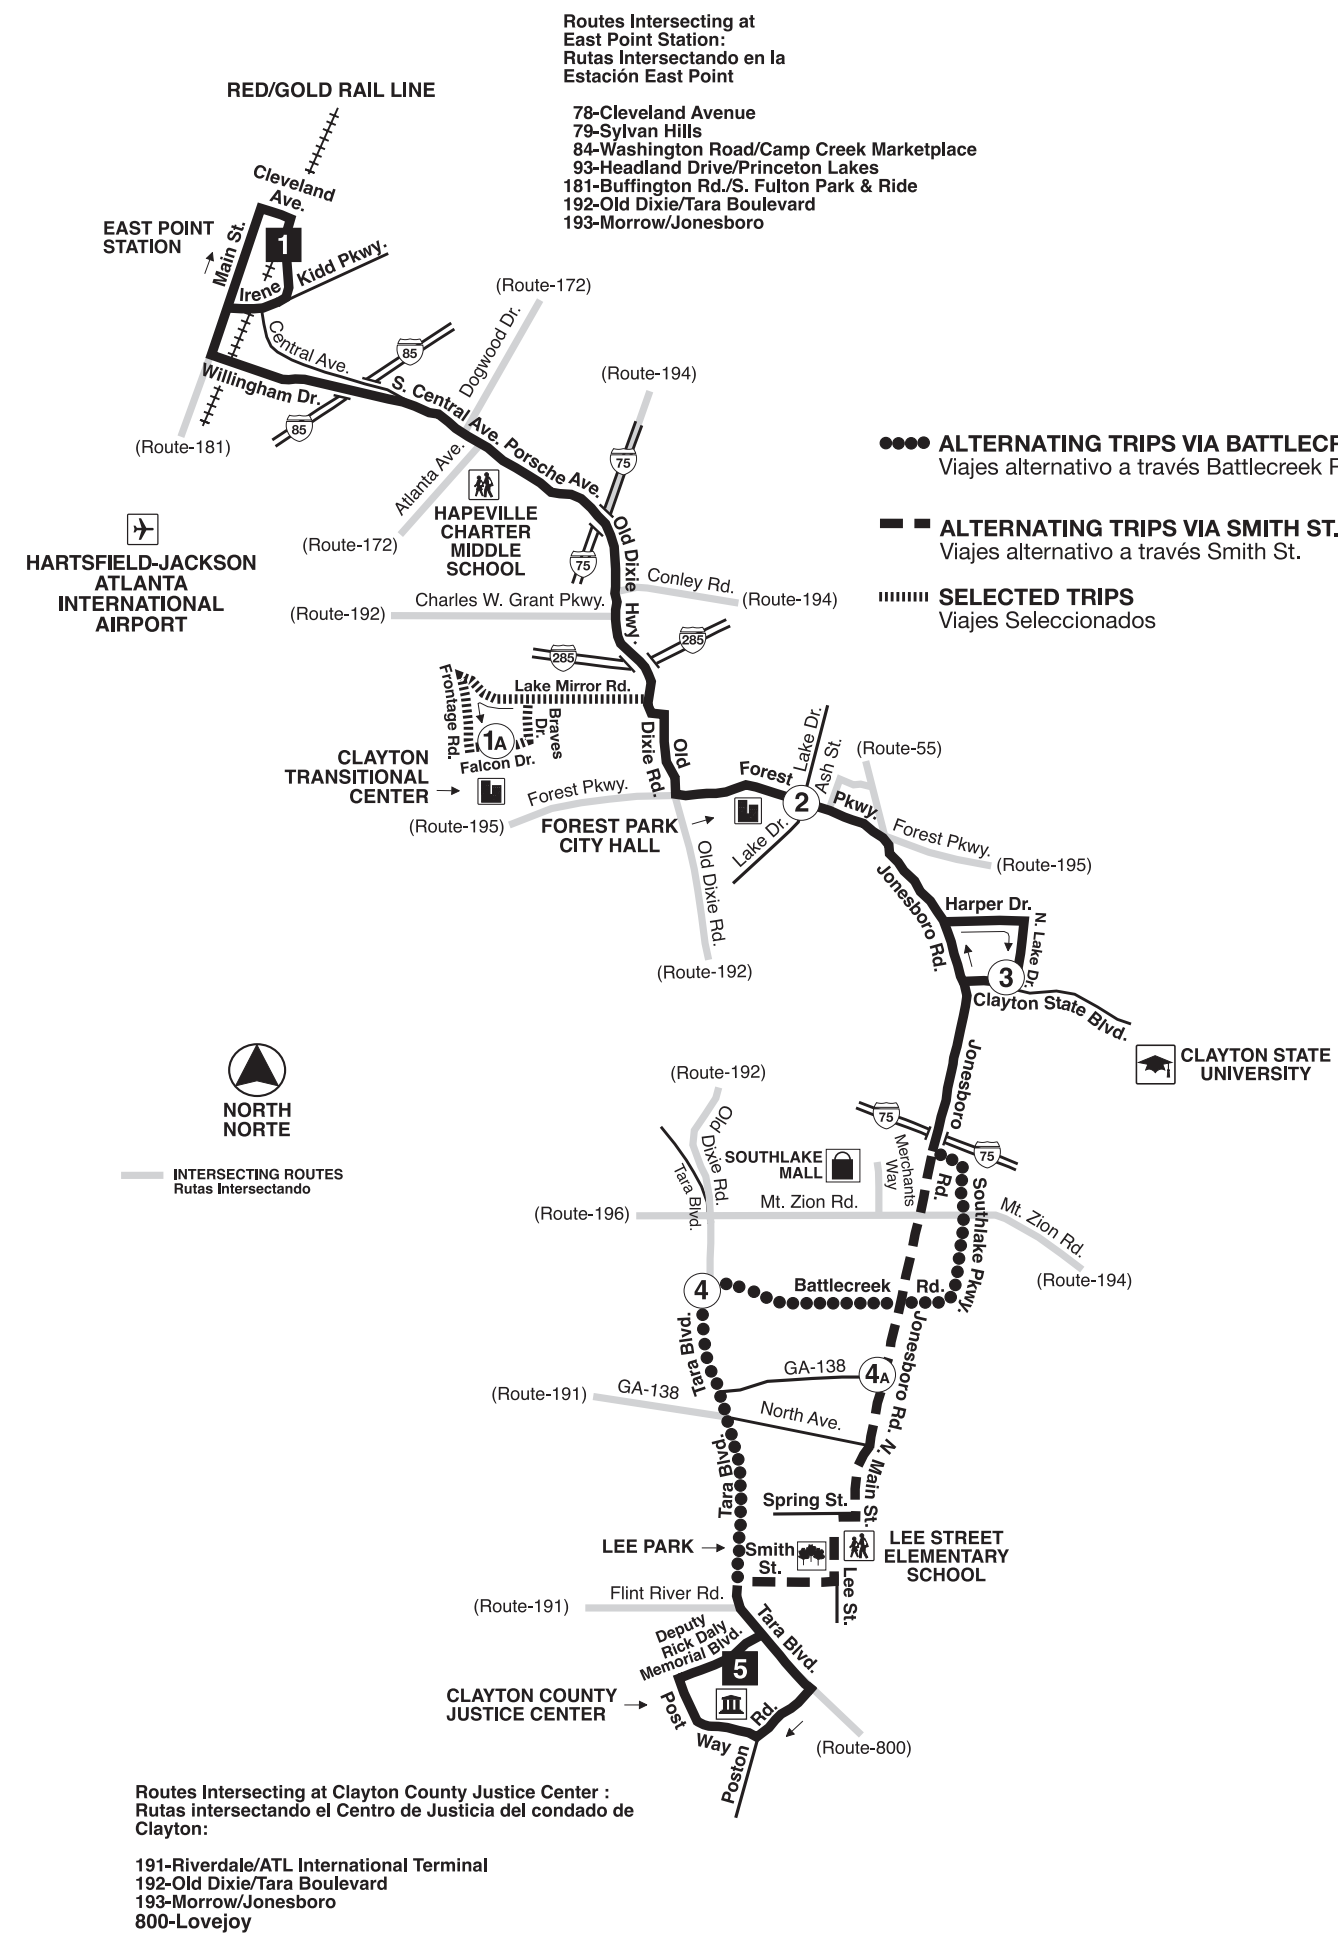 Routes Intersecting at
East Point Station:
Rutas Intersectando en la
Estación East Point
78-Cleveland Avenue
79-Sylvan Hills
84-Washington Road/Camp Creek Marketplace
93-Headland Drive/Princeton Lakes
181-Buffington Rd./S. Fulton Park & Ride
192-Old Dixie/Tara Boulevard
193-Morrow/Jonesboro
RED/GOLD RAIL LINE
Cleveland
Ave.
EAST POINT
STATION
Main St.
1
Irene
Kidd Pkwy.
Central Ave.
Willingham Dr.
85
85
(Route-181)
S. Central Ave.
Porsche Ave.
(Route-172)
Dogwood Dr.
Atlanta Ave.
(Route-172)
(Route-194)
75
75
HAPEVILLE
CHARTER
MIDDLE
SCHOOL
HARTSFIELD-JACKSON
ATLANTA
INTERNATIONAL
AIRPORT
ALTERNATING TRIPS VIA BATTLECR
Viajes alternativo a través Battlecreek R
ALTERNATING TRIPS VIA SMITH ST.
Viajes alternativo a través Smith St.
SELECTED TRIPS
Viajes Seleccionados
Old Dixie Hwy.
Conley Rd.
(Route-194)
(Route-192)
Charles W. Grant Pkwy.
285
285
Lake Mirror Rd.
Frontage Rd.
Braves
Dr.
1A
Falcon Dr.
CLAYTON
TRANSITIONAL
CENTER
Old
Dixie Rd.
Forest Pkwy.
(Route-195)
FOREST PARK
CITY HALL
Forest
Pkwy.
Lake Dr.
Ash St.
(Route-55)
2
Lake Dr.
Forest Pkwy.
(Route-195)
Old Dixie Rd.
(Route-192)
Jonesboro Rd.
Harper Dr.
N. Lake Dr.
3
Clayton State Blvd.
CLAYTON STATE
UNIVERSITY
NORTH
NORTE
INTERSECTING ROUTES
Rutas Intersectando
Jonesboro
Rd.
75
75
(Route-192)
Old
Dixie Rd.
Tara Blvd.
SOUTHLAKE
MALL
Merchants
Way
(Route-196)
Mt. Zion Rd.
Mt. Zion Rd.
(Route-194)
Southlake Pkwy.
4
Battlecreek
Rd.
Tara Blvd.
Jonesboro Rd.
GA-138
4A
(Route-191)
GA-138
North Ave.
N. Main St.
Tara Blvd.
Spring St.
LEE PARK
Smith
St.
LEE STREET
ELEMENTARY
SCHOOL
Lee St.
Flint River Rd.
(Route-191)
Tara Blvd.
Deputy
Rick Daly
Memorial Blvd.
5
CLAYTON COUNTY
JUSTICE CENTER
Post
Way
Rd.
Poston
(Route-800)
Routes Intersecting at Clayton County Justice Center :
Rutas intersectando el Centro de Justicia del condado de
Clayton:
191-Riverdale/ATL International Terminal
192-Old Dixie/Tara Boulevard
193-Morrow/Jonesboro
800-Lovejoy